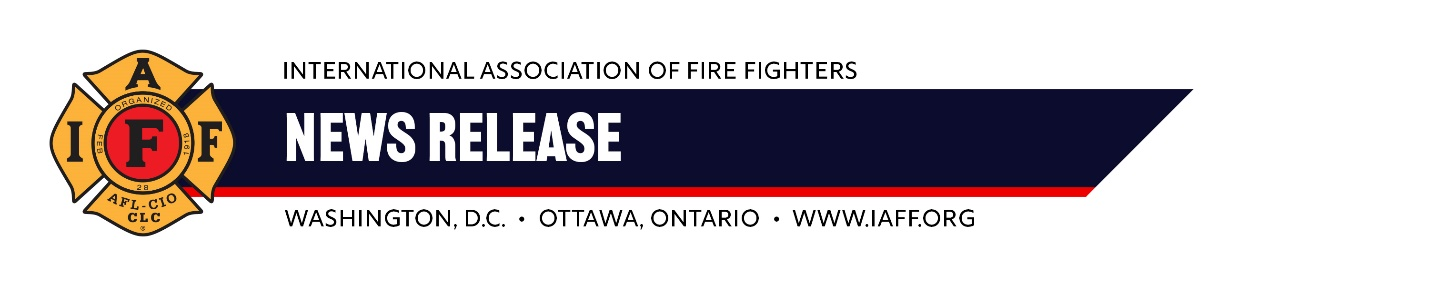 INTERNATIONAL ASSOCIATION OF FIRE FIGHTERS
NEWS RELEASE
WASHINGTON, D.C. • OTTAWA, ONTARIO • WWW.IAFF.ORG
A
ORGANIZED
I F F
FEB 1918
28
AFL-CIO
CLC
®